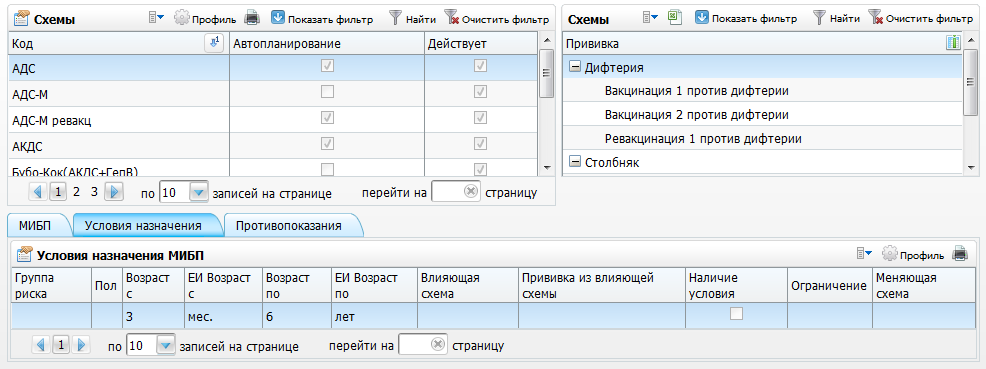 Схемы Профиль Показать фильтр Найти Очистить фильтр
Код Автопланирование Действует
АДС
АДС-М
АДС-М ревакц
АКДС
Бубо-Кок(АКДС+ГепВ)
1 2 3 по 10 записей на странице перейти на страницу
Схемы Показать фильтр Найти Очистить фильтр
Прививка
Дифтерия
Вакцинация 1 против дифтерии
Вакцинация 2 против дифтерии
Ревакцинация 1 против дифтерии
Столбняк
МИБП Условия назначения Противопоказания
Условия назначения МИБП Профиль
Группа риска Пол Возраст с ЕИ Возраст с Возраст по ЕИ Возраст по Влияющая схема Прививка из влияющей схемы Наличие условия Ограничение Меняющая схема
3 мес. 6 лет
1 по 10 записей на странице перейти на страницу